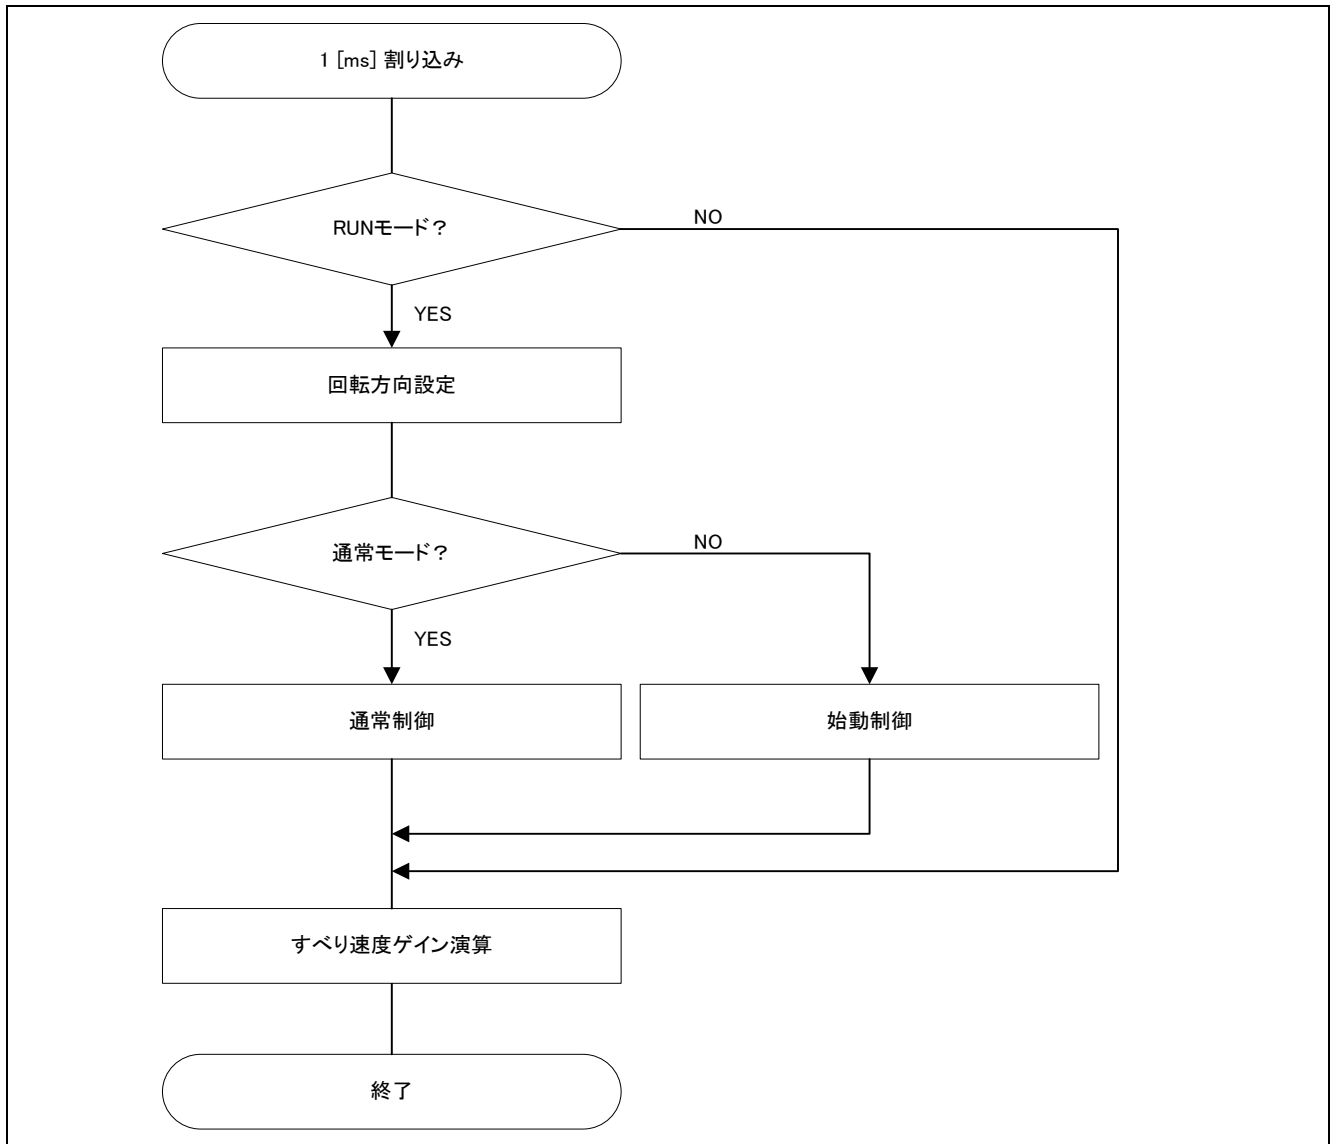 1 [ms] 割り込み
RUNモード？
NO
YES
回転方向設定
通常モード？
NO
YES
通常制御
始動制御
すべり速度ゲイン演算
終了